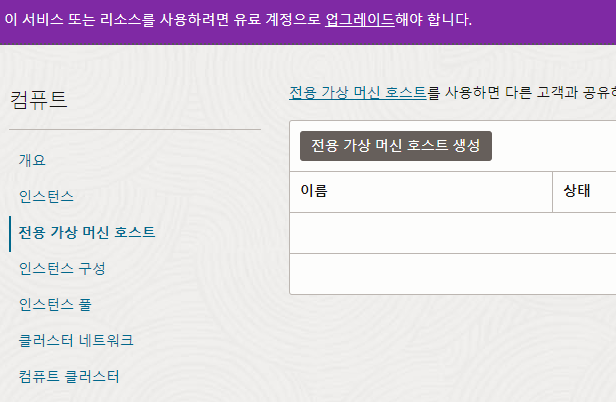 이 서비스 또는 리소스를 사용하려면 유료 계정으로 업그레이드해야 합니다.
컴퓨트
전용 가상 머신 호스트를 사용하면 다른 고객과 공유하
전용 가상 머신 호스트 생성
이름 상태
개요
인스턴스
전용 가상 머신 호스트
인스턴스 구성
인스턴스 풀
클러스터 네트워크
컴퓨트 클러스터